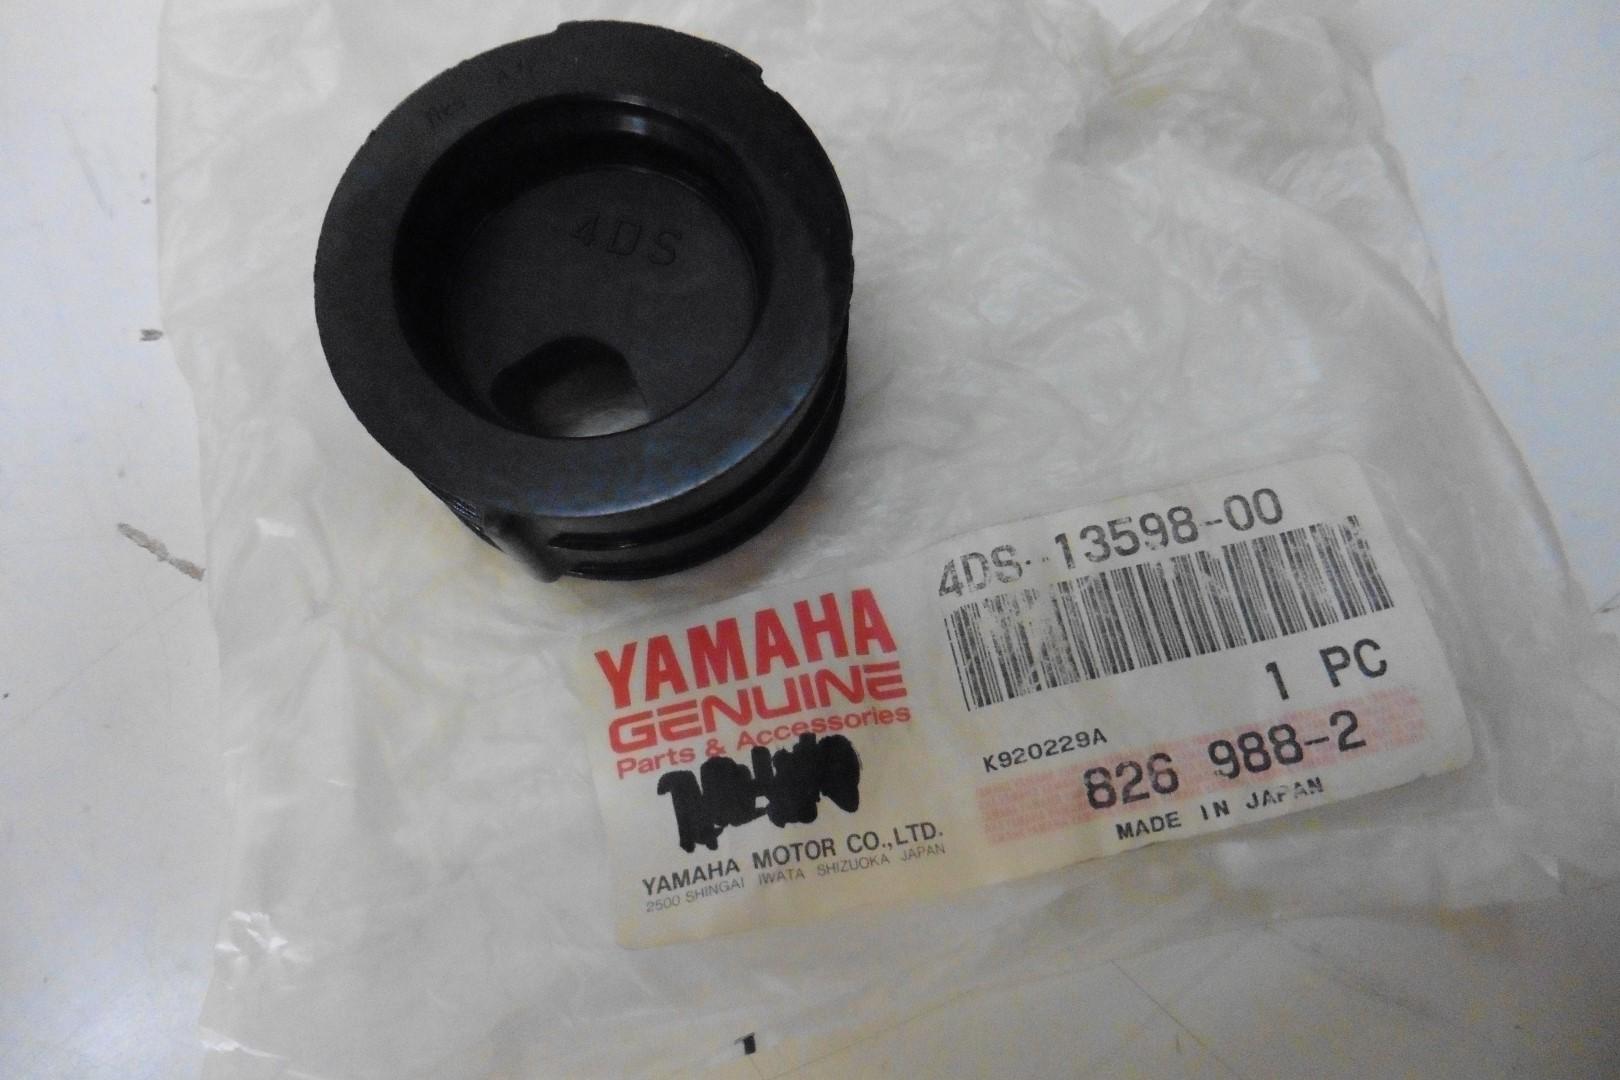 4DS
4DS-13598-00
YAMAHA
GENUINE
Parts & Accessories
1 PC
K920229A
826 988-2
MADE IN JAPAN
YAMAHA MOTOR CO.,LTD.
2500 SHINGAI IWATA SHIZUOKA JAPAN